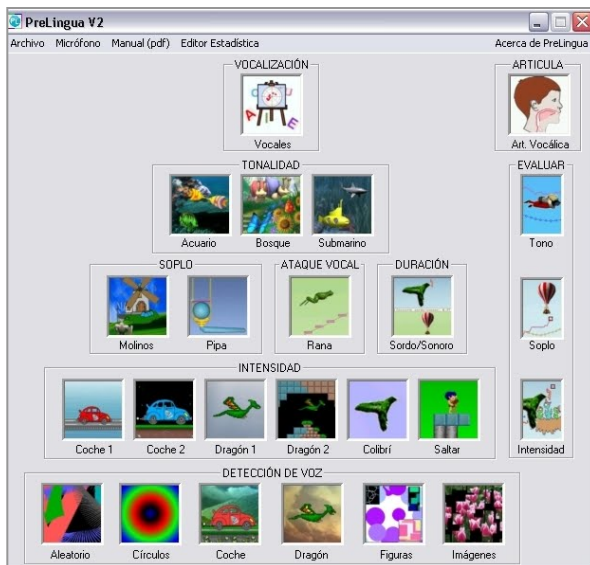 PreLingua V2
Archivo Micrófono Manual (pdf) Editor Estadística Acerca de PreLingua
VOCALIZACIÓN
Vocales
ARTICULA
Art. Vocálica
TONALIDAD
Acuario Bosque Submarino
EVALUAR
Tono
SOPLO
Molinos Pipa
ATAQUE VOCAL
Rana
DURACIÓN
Sordo/Sonoro
Soplo
INTENSIDAD
Coche 1 Coche 2 Dragón 1 Dragón 2 Colibrí Saltar
Intensidad
DETECCIÓN DE VOZ
Aleatorio Círculos Coche Dragón Figuras Imágenes